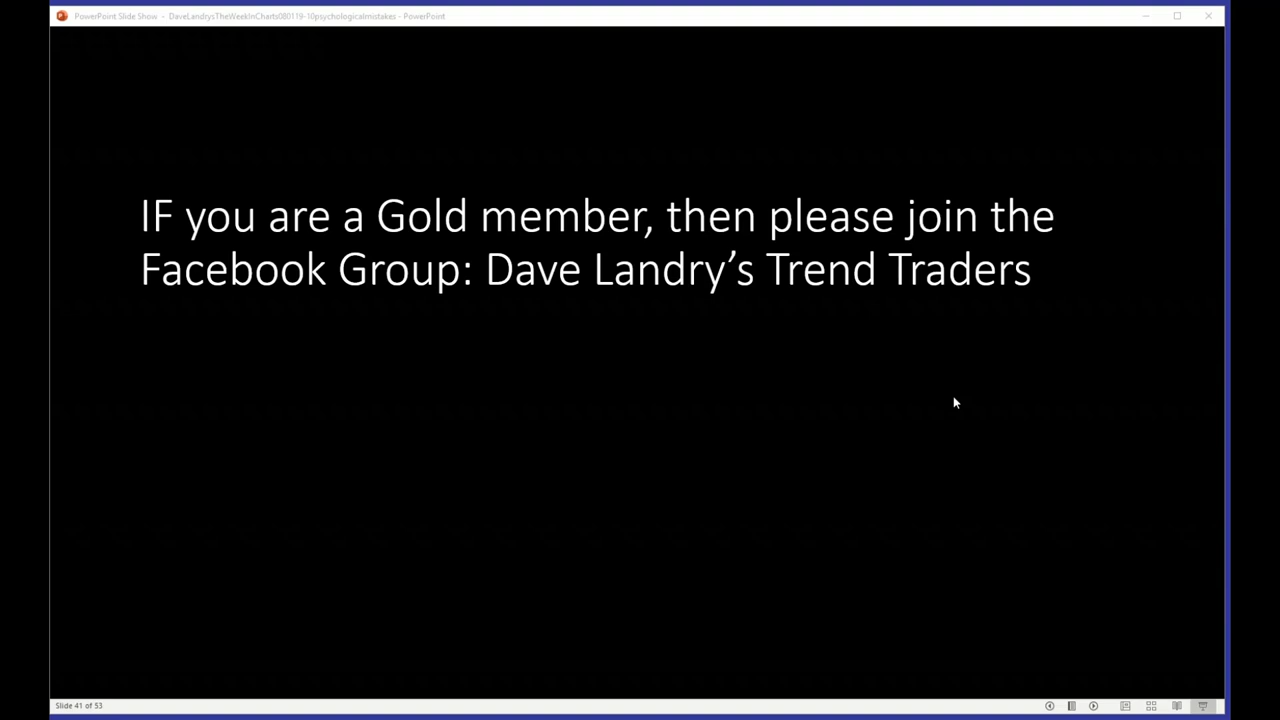 PowerPoint Slide Show - DaveLandrysTheWeekInCharts080119-10psychologicalmistakes - PowerPoint
IF you are a Gold member, then please join the
Facebook Group: Dave Landry’s Trend Traders
Slide 41 of 53